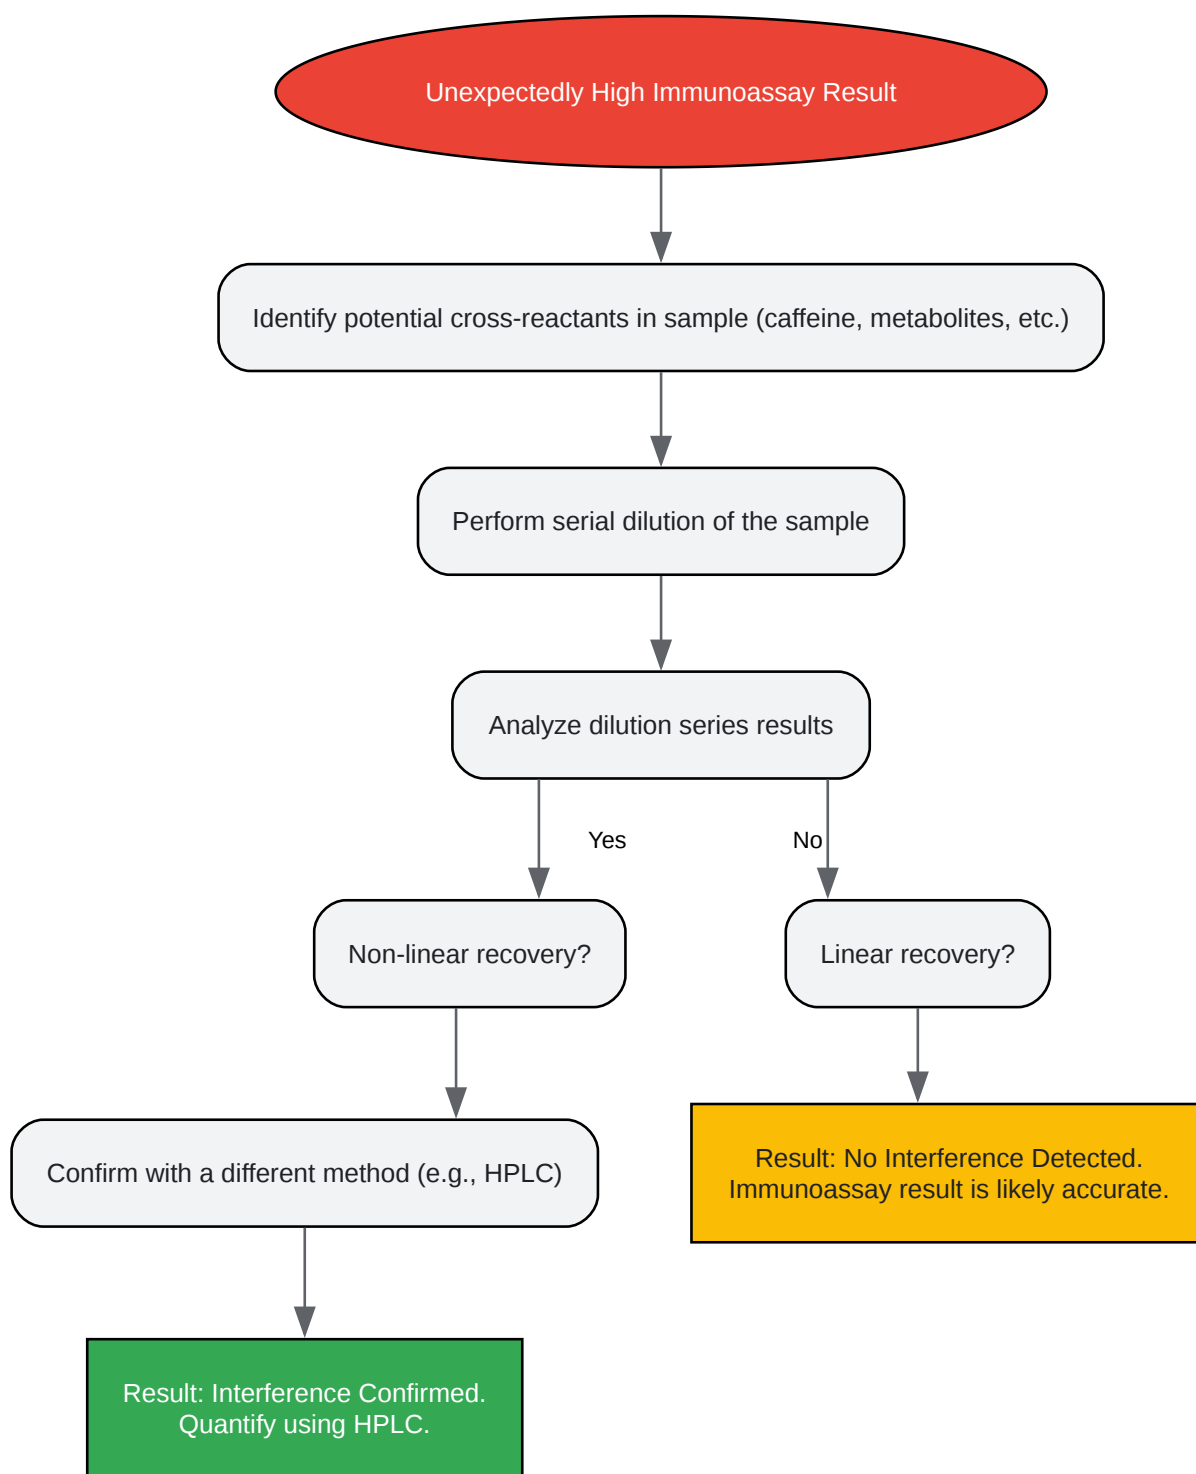 Unexpectedly High Immunoassay Result
Identify potential cross-reactants in sample (caffeine, metabolites, etc.)
Perform serial dilution of the sample
Analyze dilution series results
Yes
No
Non-linear recovery?
Linear recovery?
Confirm with a different method (e.g., HPLC)
Result: No Interference Detected.
Immunoassay result is likely accurate.
Result: Interference Confirmed.
Quantify using HPLC.